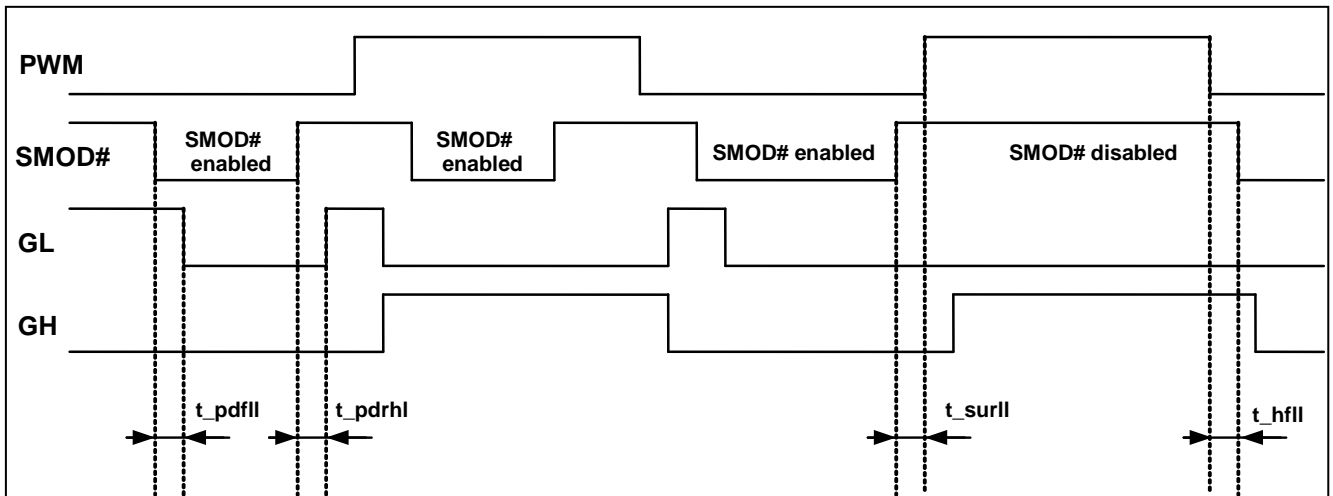 PWM
SMOD#
SMOD#
enabled
SMOD#
enabled
SMOD# enabled
SMOD# disabled
GL
GH
t_pdfll
t_pdrhl
t_surll
t_hfll